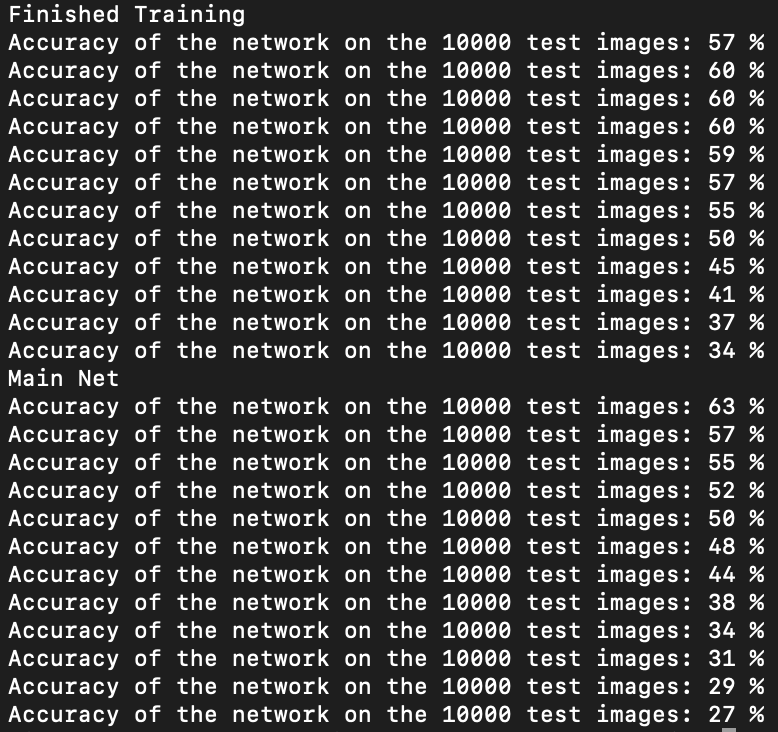 Finished Training
Accuracy of the network on the 10000 test images: 57 %
Accuracy of the network on the 10000 test images: 60 %
Accuracy of the network on the 10000 test images: 60 %
Accuracy of the network on the 10000 test images: 60 %
Accuracy of the network on the 10000 test images: 59 %
Accuracy of the network on the 10000 test images: 57 %
Accuracy of the network on the 10000 test images: 55 %
Accuracy of the network on the 10000 test images: 50 %
Accuracy of the network on the 10000 test images: 45 %
Accuracy of the network on the 10000 test images: 41 %
Accuracy of the network on the 10000 test images: 37 %
Accuracy of the network on the 10000 test images: 34 %
Main Net
Accuracy of the network on the 10000 test images: 63 %
Accuracy of the network on the 10000 test images: 57 %
Accuracy of the network on the 10000 test images: 55 %
Accuracy of the network on the 10000 test images: 52 %
Accuracy of the network on the 10000 test images: 50 %
Accuracy of the network on the 10000 test images: 48 %
Accuracy of the network on the 10000 test images: 44 %
Accuracy of the network on the 10000 test images: 38 %
Accuracy of the network on the 10000 test images: 34 %
Accuracy of the network on the 10000 test images: 31 %
Accuracy of the network on the 10000 test images: 29 %
Accuracy of the network on the 10000 test images: 27 %